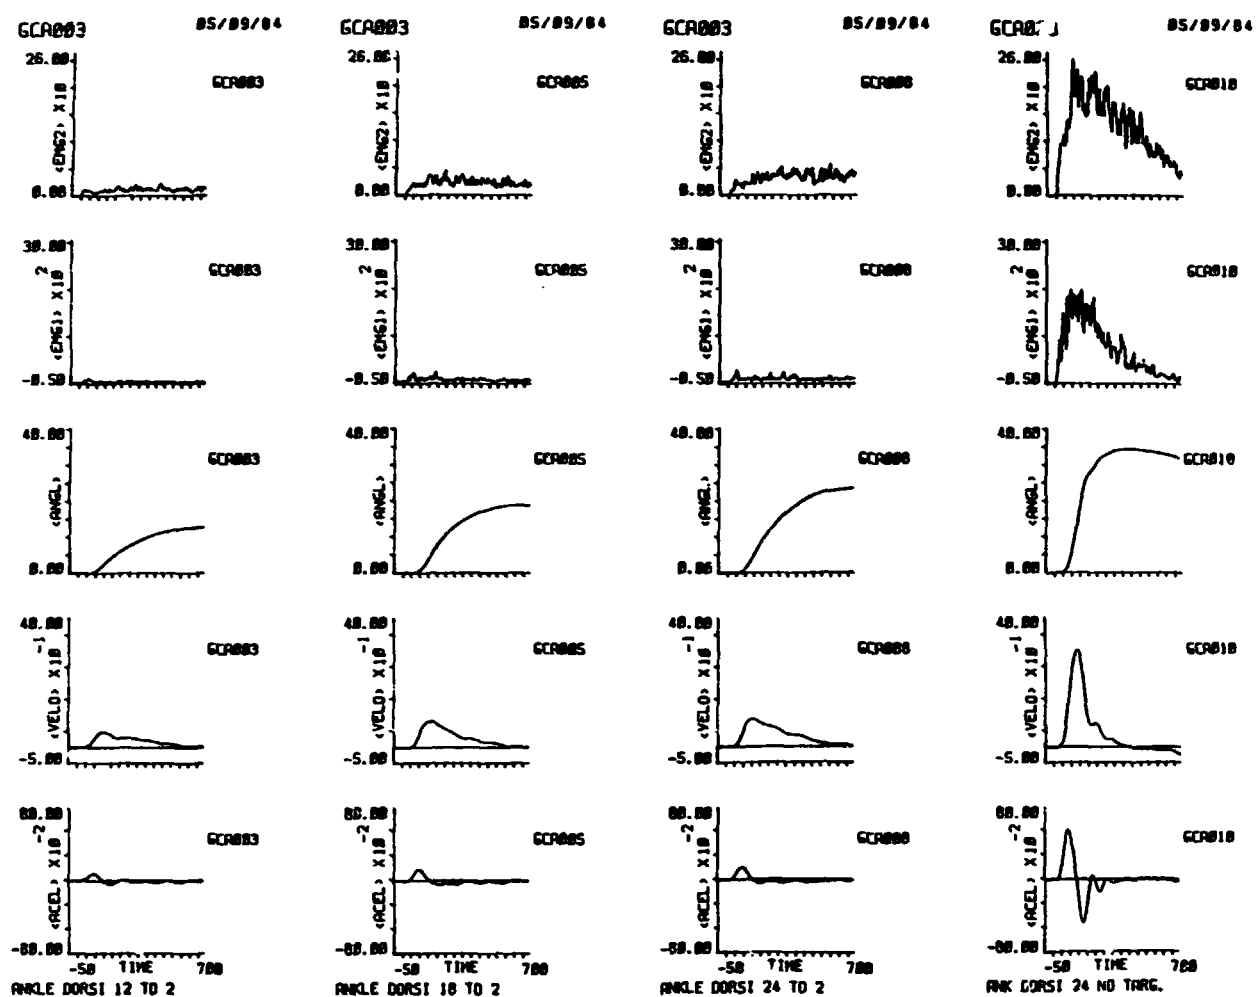 GCA003 05/09/84 GCA003 05/09/84 GCA003 05/09/84 05/09/84
26.00 26.00 26.00 26.00
GCA003 GCA005 GCA008 GCA010
<EMG2> X10 <EMG2> X10 <EMG2> X10 <EMG2> X10
0.00 0.00 0.00 0.00
30.00 30.00 30.00 30.00
GCA003 GCA005 GCA008 GCA010
<EMG1> X10 2 <EMG1> X10 2 <EMG1> X10 2 <EMG1> X10 2
-0.50 -0.50 -0.50 -0.50
40.00 40.00 40.00 40.00
GCA003 GCA005 GCA008 GCA010
<ANGL> <ANGL> <ANGL> <ANGL>
0.00 0.00 0.00 0.00
40.00 40.00 40.00 40.00
GCA003 GCA005 GCA008 GCA010
<VELO> X10 -1 <VELO> X10 -1 <VELO> X10 -1 <VELO> X10 -1
-5.00 -5.00 -5.00 -5.00
80.00 80.00 80.00 80.00
GCA003 GCA005 GCA008 GCA010
<ACEL> X10 -2 <ACEL> X10 -2 <ACEL> X10 -2 <ACEL> X10 -2
-80.00 -80.00 -80.00 -80.00
-50 TIME 700 -50 TIME 700 -50 TIME 700 -50 TIME 700
ANKLE DORSI 12 TO 2 ANKLE DORSI 18 TO 2 ANKLE DORSI 24 TO 2 ANK DORSI 24 NO TARG.